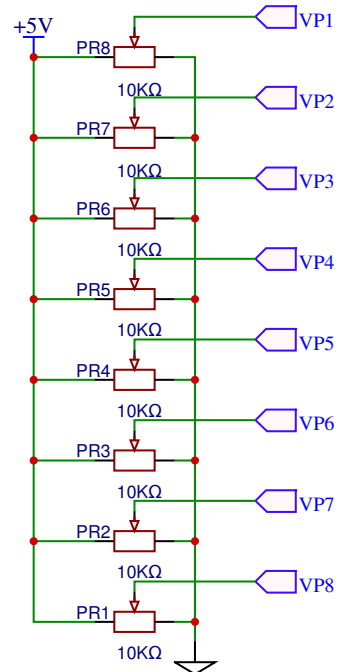 VP1
+5V
PR8
10KΩ
VP2
PR7
10KΩ
VP3
PR6
10KΩ
VP4
PR5
10KΩ
VP5
PR4
10KΩ
VP6
PR3
10KΩ
VP7
PR2
10KΩ
VP8
PR1
10KΩ